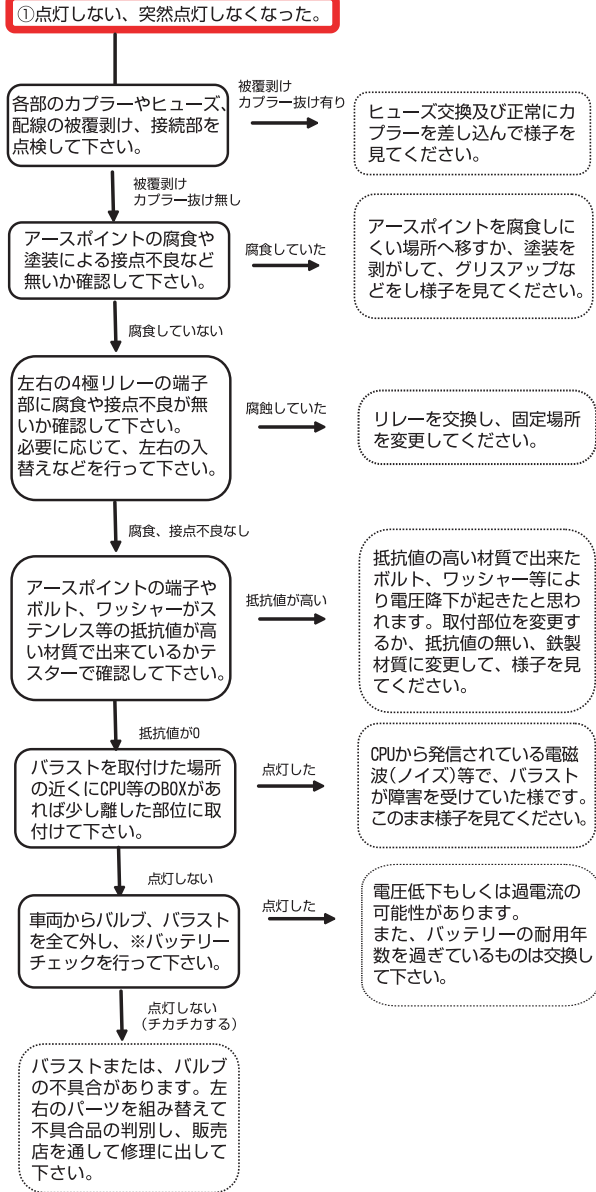 ①点灯しない、突然点灯しなくなった。
各部のカプラーやヒューズ、
配線の被覆剥け、接続部を
点検して下さい。
被覆剥け
カプラー抜け有り
ヒューズ交換及び正常にカ
プラーを差し込んで様子を
見てください。
被覆剥け
カプラー抜け無し
アースポイントの腐食や
塗装による接点不良など
無いか確認して下さい。
腐食していた
アースポイントを腐食しに
くい場所へ移すか、塗装を
剥がして、グリスアップな
どをし様子を見てください。
腐食していない
左右の4極リレーの端子
部に腐食や接点不良が無
いか確認して下さい。
必要に応じて、左右の入
替えなどを行って下さい。
腐蝕していた
リレーを交換し、固定場所
を変更してください。
腐食、接点不良なし
アースポイントの端子や
ボルト、ワッシャーがス
テンレス等の抵抗値が高
い材質で出来ているかテ
スターで確認して下さい。
抵抗値が高い
抵抗値の高い材質で出来た
ボルト、ワッシャー等によ
り電圧降下が起きたと思わ
れます。取付部位を変更す
るか、抵抗値の無い、鉄製
材質に変更して、様子を見
てください。
抵抗値が0
バラストを取付けた場所
の近くにCPU等のBOXがあ
れば少し離した部位に取
付けて下さい。
点灯した
CPUから発信されている電磁
波(ノイズ)等で、バラスト
が障害を受けていた様です。
このまま様子を見てください。
点灯しない
車両からバルブ、バラスト
を全て外し、※バッテリー
チェックを行って下さい。
点灯した
電圧低下もしくは過電流の
可能性があります。
また、バッテリーの耐用年
数を過ぎているものは交換し
て下さい。
点灯しない
(チカチカする)
バラストまたは、バルブ
の不具合があります。左
右のパーツを組み替えて
不具合品の判別し、販売
店を通して修理に出して
下さい。